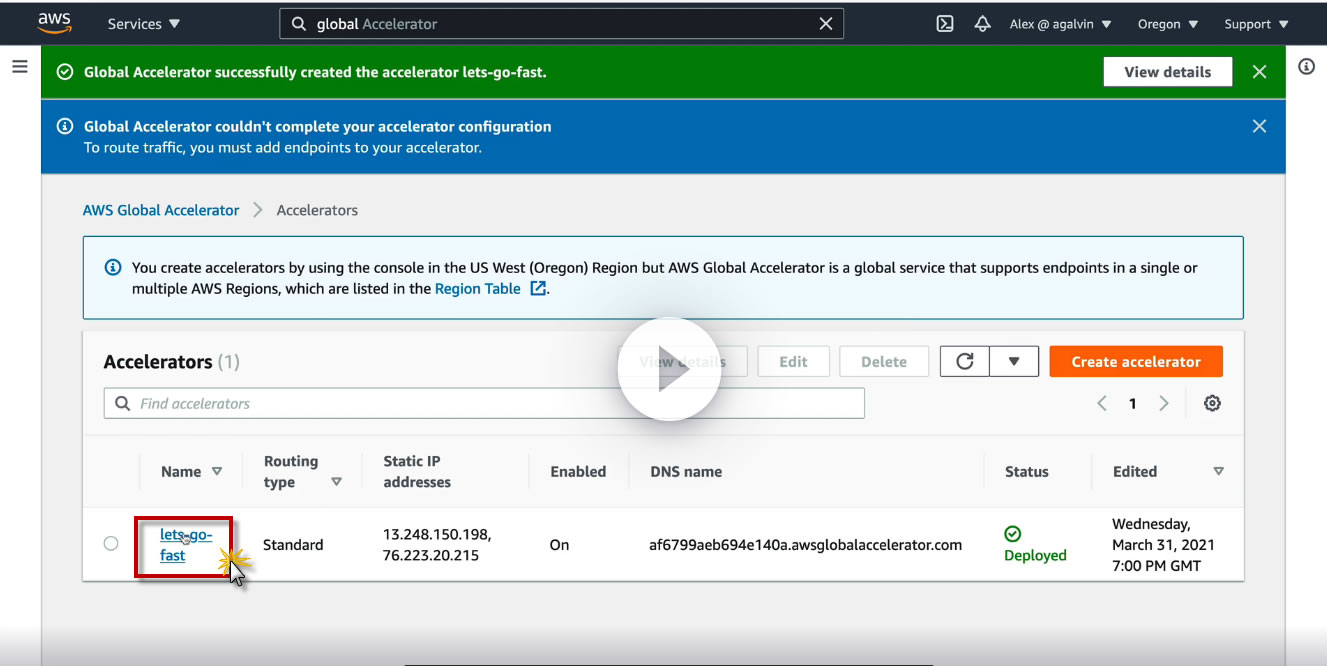 aws
Services
global Accelerator
Alex @ agalvin
Oregon
Support
Global Accelerator successfully created the accelerator lets-go-fast.
View details
Global Accelerator couldn't complete your accelerator configuration
To route traffic, you must add endpoints to your accelerator.
AWS Global Accelerator
Accelerators
You create accelerators by using the console in the US West (Oregon) Region but AWS Global Accelerator is a global service that supports endpoints in a single or
multiple AWS Regions, which are listed in the Region Table.
Accelerators (1)
View details
Edit
Delete
Create accelerator
Find accelerators
1
Name
Routing
type
Static IP
addresses
Enabled
DNS name
Status
Edited
lets-go-
fast
Standard
13.248.150.198,
76.223.20.215
On
af6799aeb694e140a.awsglobalaccelerator.com
Deployed
Wednesday,
March 31, 2021
7:00 PM GMT